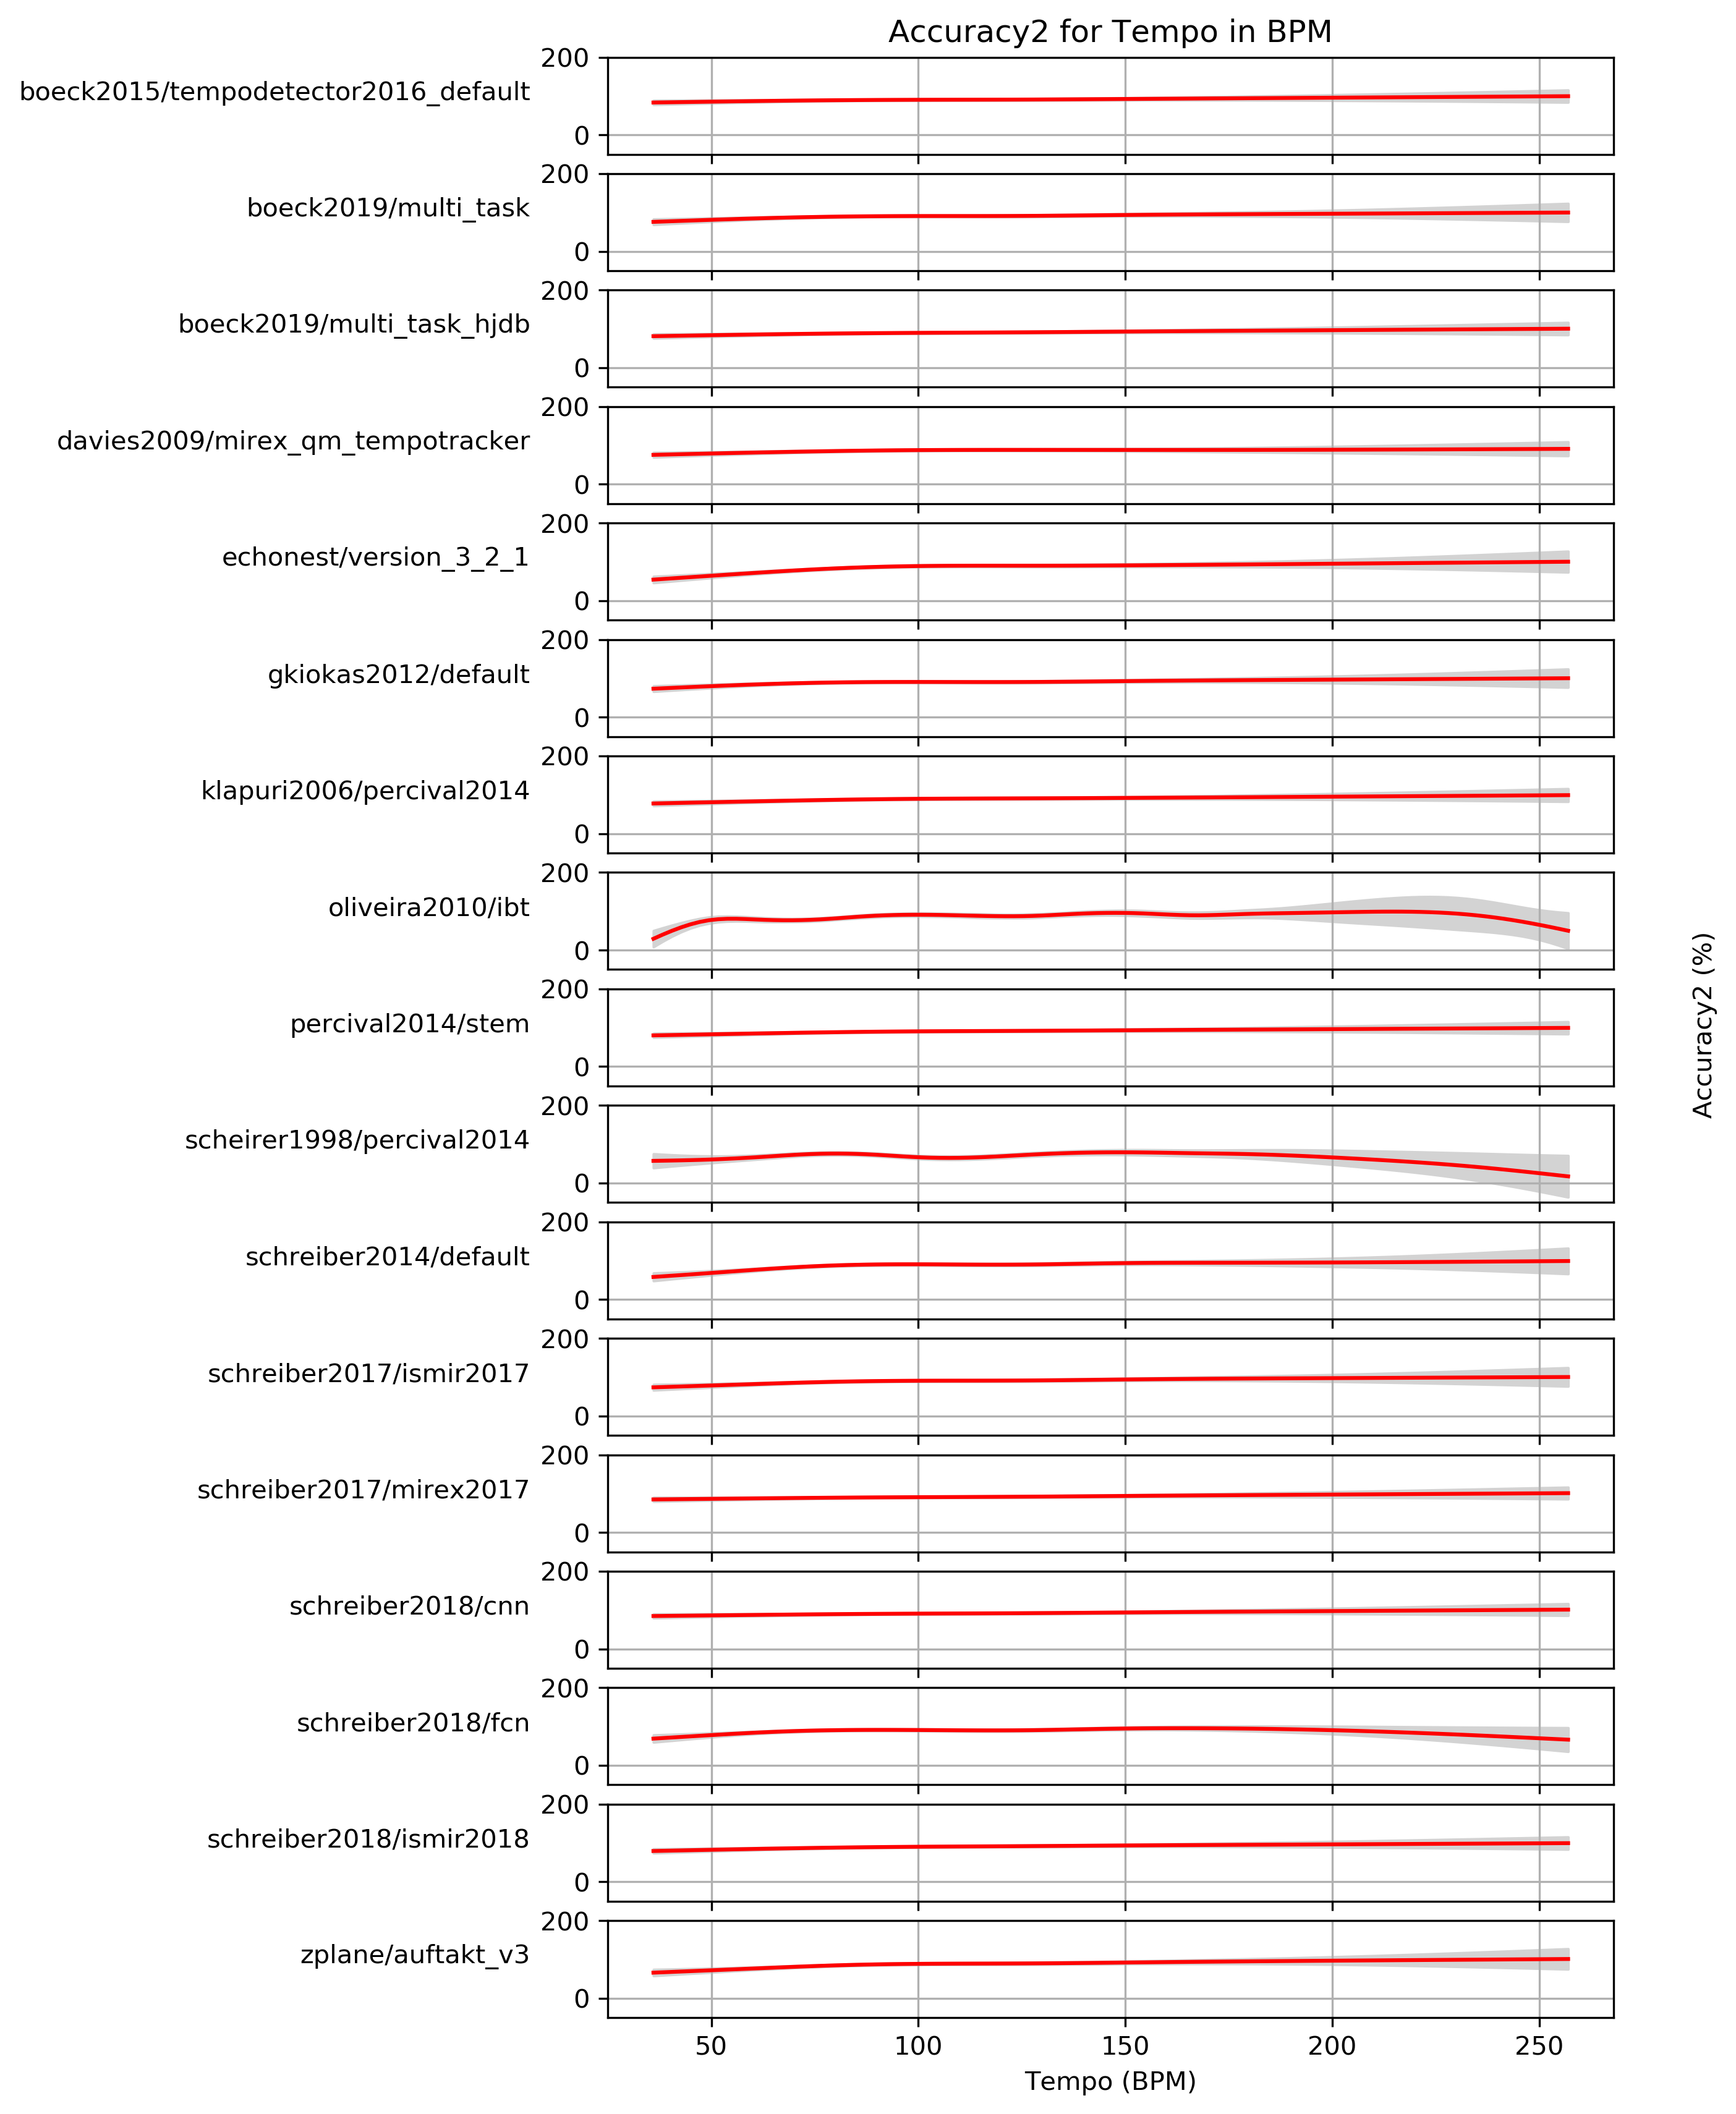 Accuracy2 for Tempo in BPM
boeck2015/tempodetector2016_default
200
0
boeck2019/multi_task
200
0
boeck2019/multi_task_hjdb
200
0
davies2009/mirex_qm_tempotracker
200
0
echonest/version_3_2_1
200
0
gkiokas2012/default
200
0
klapuri2006/percival2014
200
0
oliveira2010/ibt
200
0
percival2014/stem
200
0
scheirer1998/percival2014
200
0
schreiber2014/default
200
0
schreiber2017/ismir2017
200
0
schreiber2017/mirex2017
200
0
schreiber2018/cnn
200
0
schreiber2018/fcn
200
0
schreiber2018/ismir2018
200
0
zplane/auftakt_v3
200
0
50 100 150 200 250
Tempo (BPM)
Accuracy2 (%)